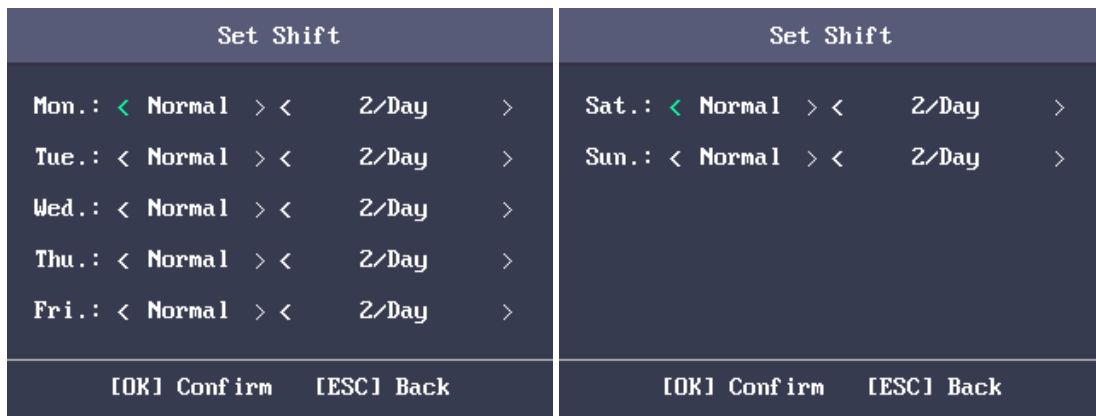 Set Shift
Mon.: < Normal > < 2/Day >
Tue.: < Normal > < 2/Day >
Wed.: < Normal > < 2/Day >
Thu.: < Normal > < 2/Day >
Fri.: < Normal > < 2/Day >
[OK] Confirm [ESC] Back
Set Shift
Sat.: < Normal > < 2/Day >
Sun.: < Normal > < 2/Day >
[OK] Confirm [ESC] Back